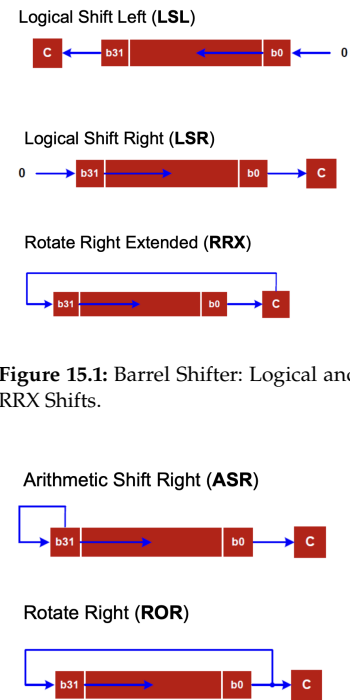 Logical Shift Left (LSL)
C b31 b0 0
Logical Shift Right (LSR)
0 b31 b0 C
Rotate Right Extended (RRX)
b31 b0 C
Figure 15.1: Barrel Shifter: Logical and
RRX Shifts.
Arithmetic Shift Right (ASR)
b31 b0 C
Rotate Right (ROR)
b31 b0 C